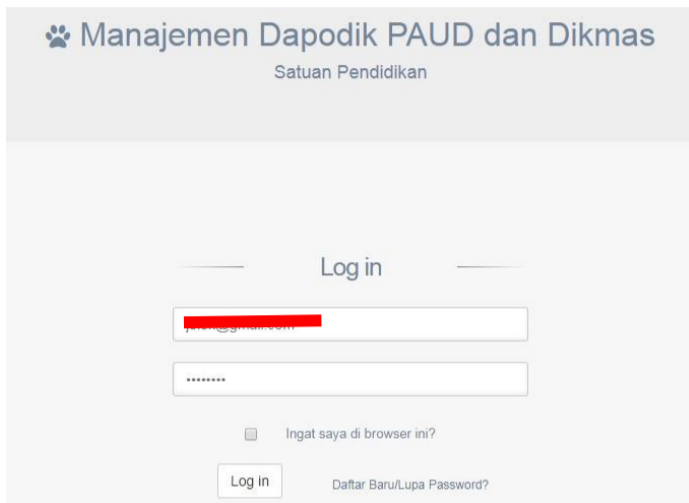 Manajemen Dapodik PAUD dan Dikmas
Satuan Pendidikan
Log in
••••••••
Ingat saya di browser ini?
Log in
Daftar Baru/Lupa Password?